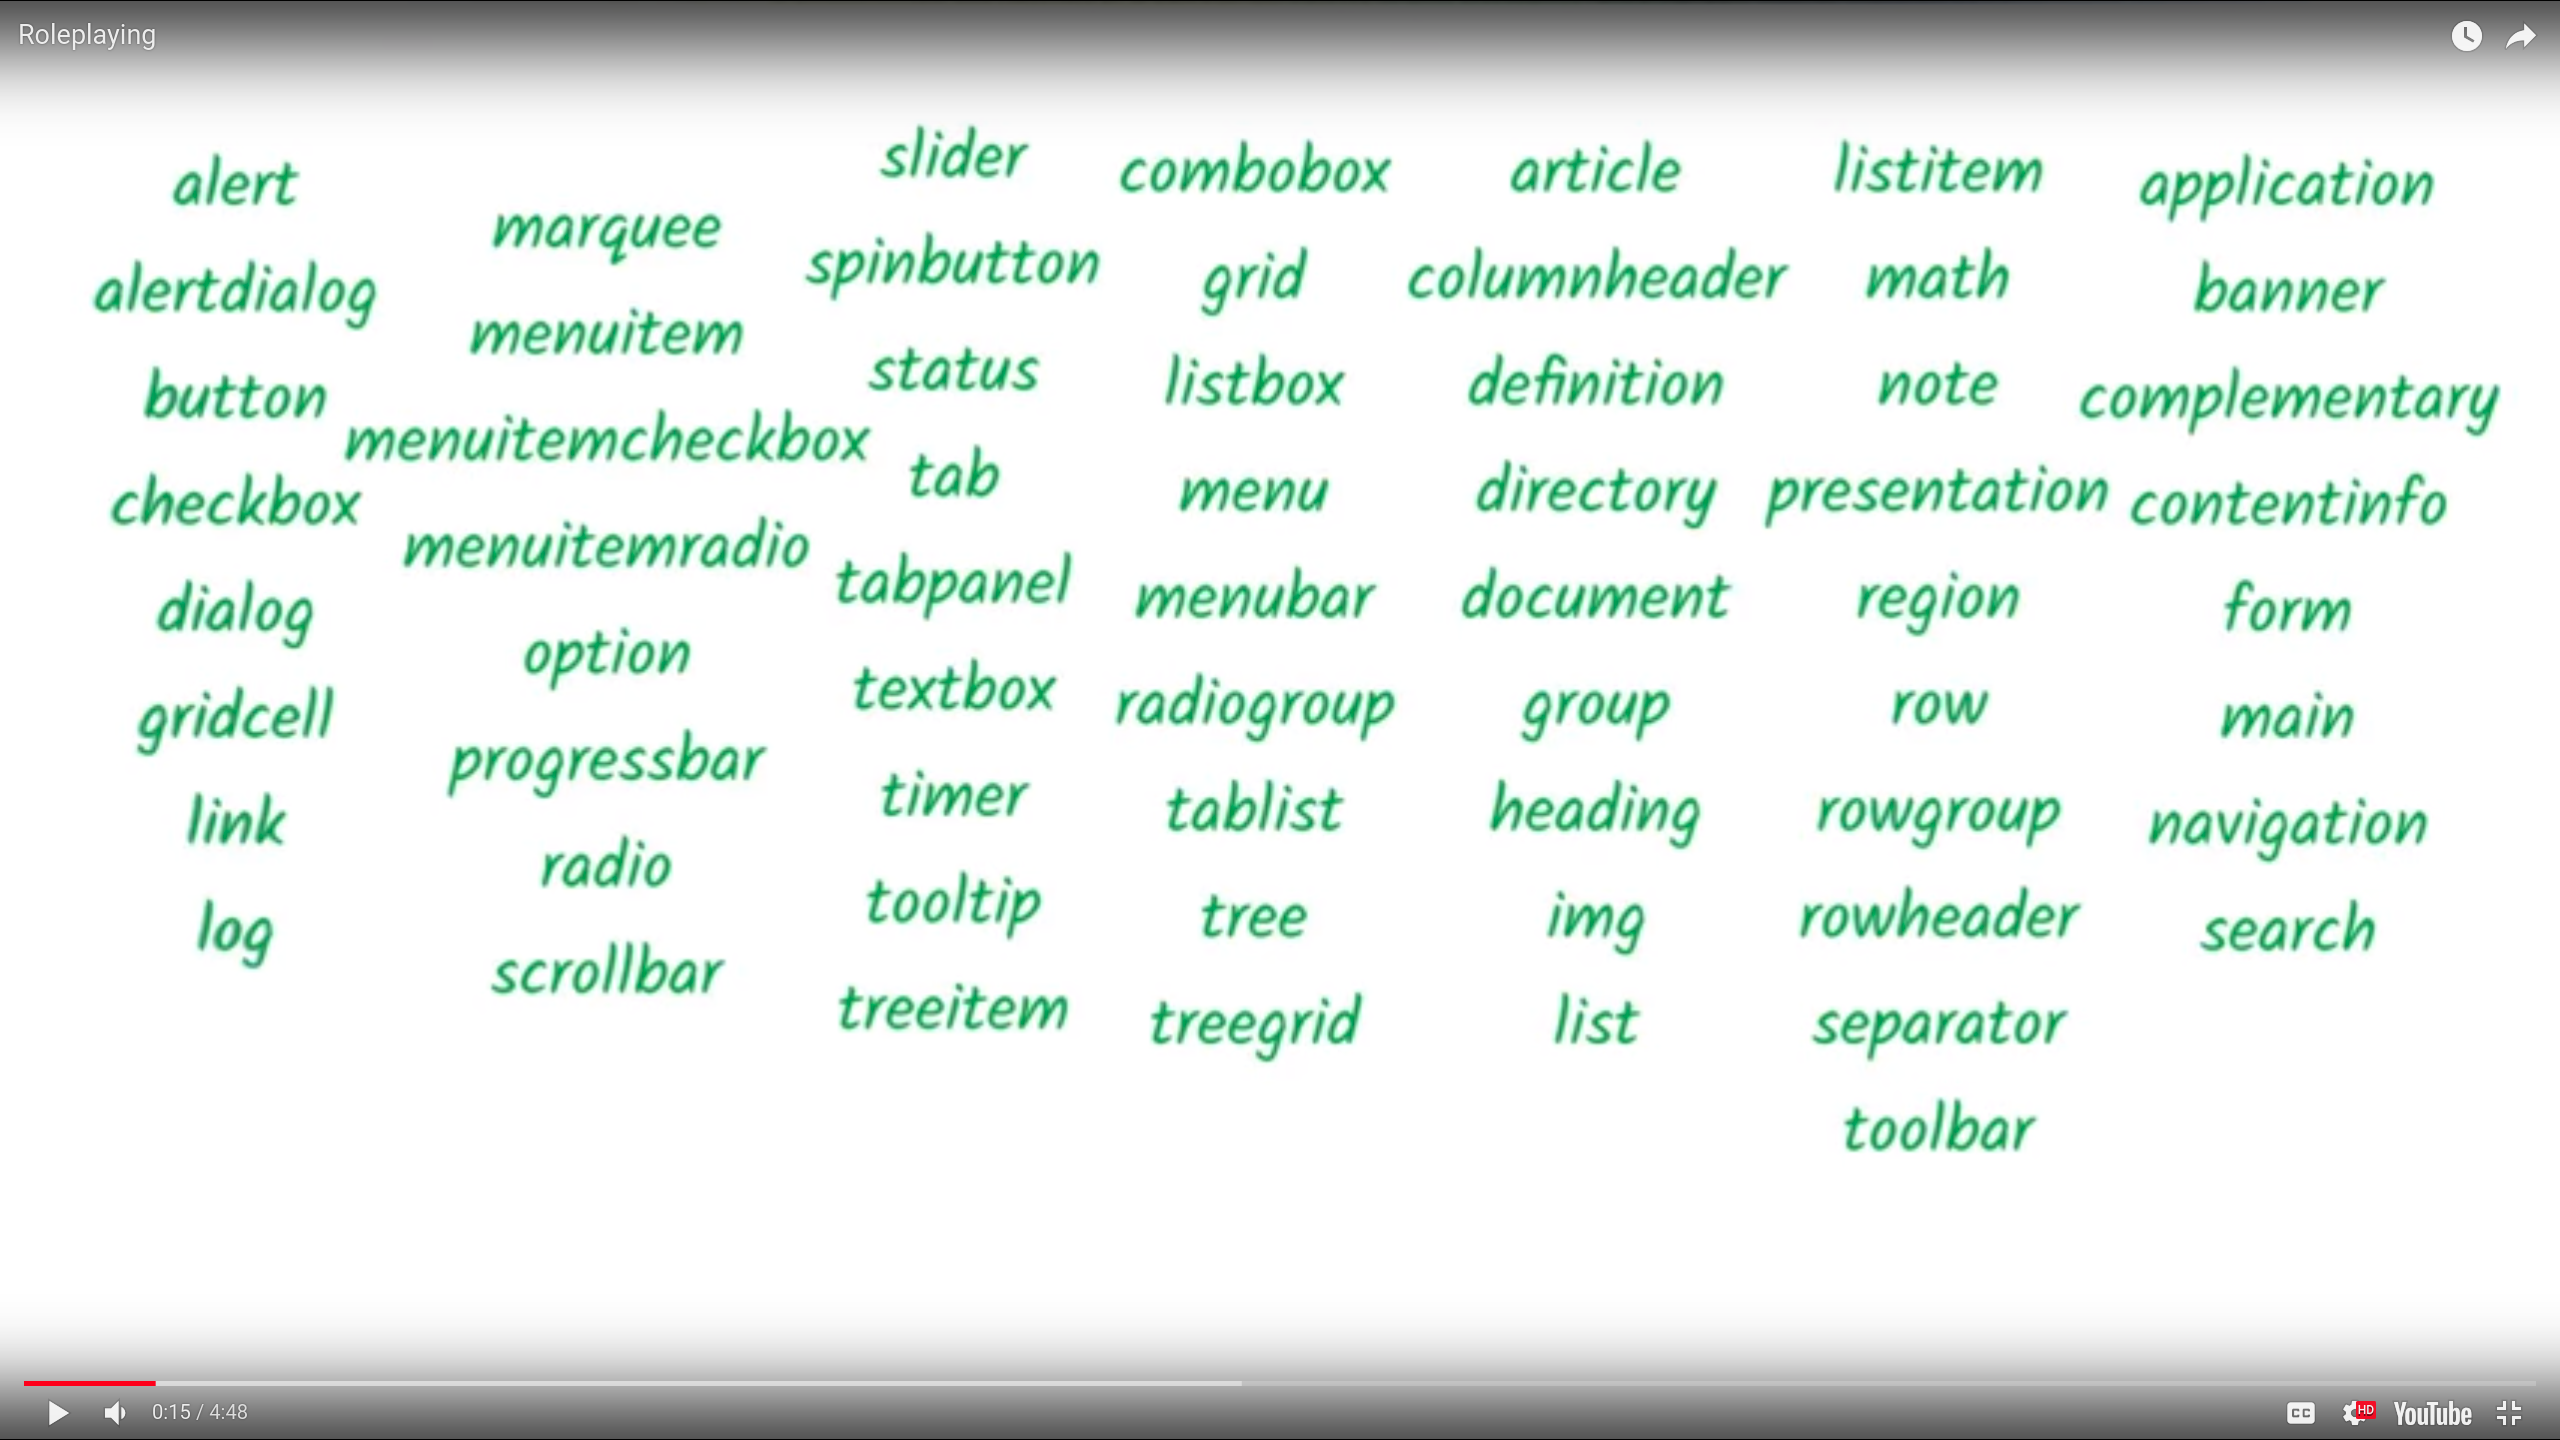 Roleplaying
alert
alertdialog
button
checkbox
dialog
gridcell
link
log
marquee
menuitem
menuitemcheckbox
menuitemradio
option
progressbar
radio
scrollbar
slider
spinbutton
status
tab
tabpanel
textbox
timer
tooltip
treeitem
combobox
grid
listbox
menu
menubar
radiogroup
tablist
tree
treegrid
article
columnheader
definition
directory
document
group
heading
img
list
listitem
math
note
presentation
region
row
rowgroup
rowheader
separator
toolbar
application
banner
complementary
contentinfo
form
main
navigation
search
0:15 / 4:48
CC
HD
YouTube